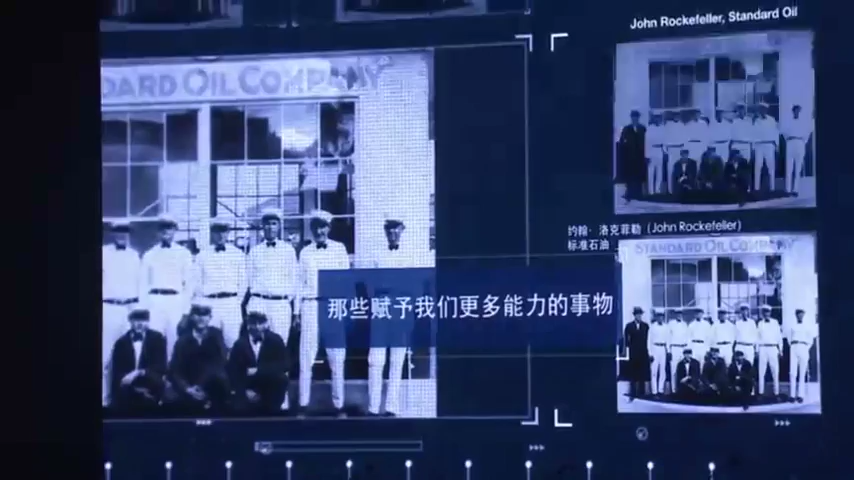 John Rockefeller, Standard Oil
DARD OIL COMPANY
约翰·洛克菲勒（John Rockefeller）
标准石油
STANDARD OIL COMPANY
那些赋予我们更多能力的事物